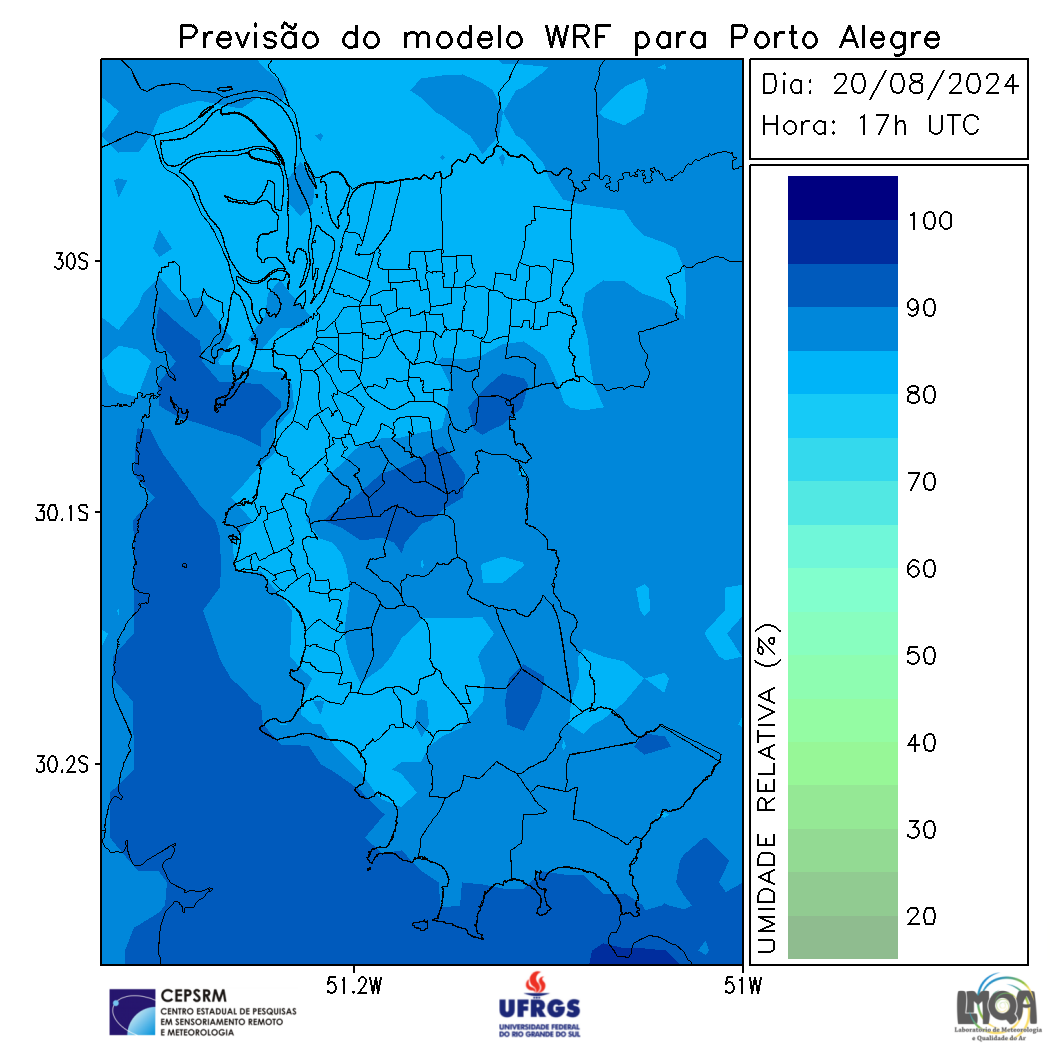 Previsão do modelo WRF para Porto Alegre
Dia: 20/08/2024
Hora: 17h UTC
100
90
80
70
60
50
40
30
20
UMIDADE RELATIVA (%)
30S
30.1S
30.2S
51.2W
51W
CEPSRM
CENTRO ESTADUAL DE PESQUISAS
EM SENSORIAMENTO REMOTO
E METEOROLOGIA
UFRGS
UNIVERSIDADE FEDERAL
DO RIO GRANDE DO SUL
LMQA
Laboratório de Meteorologia
e Qualidade do Ar